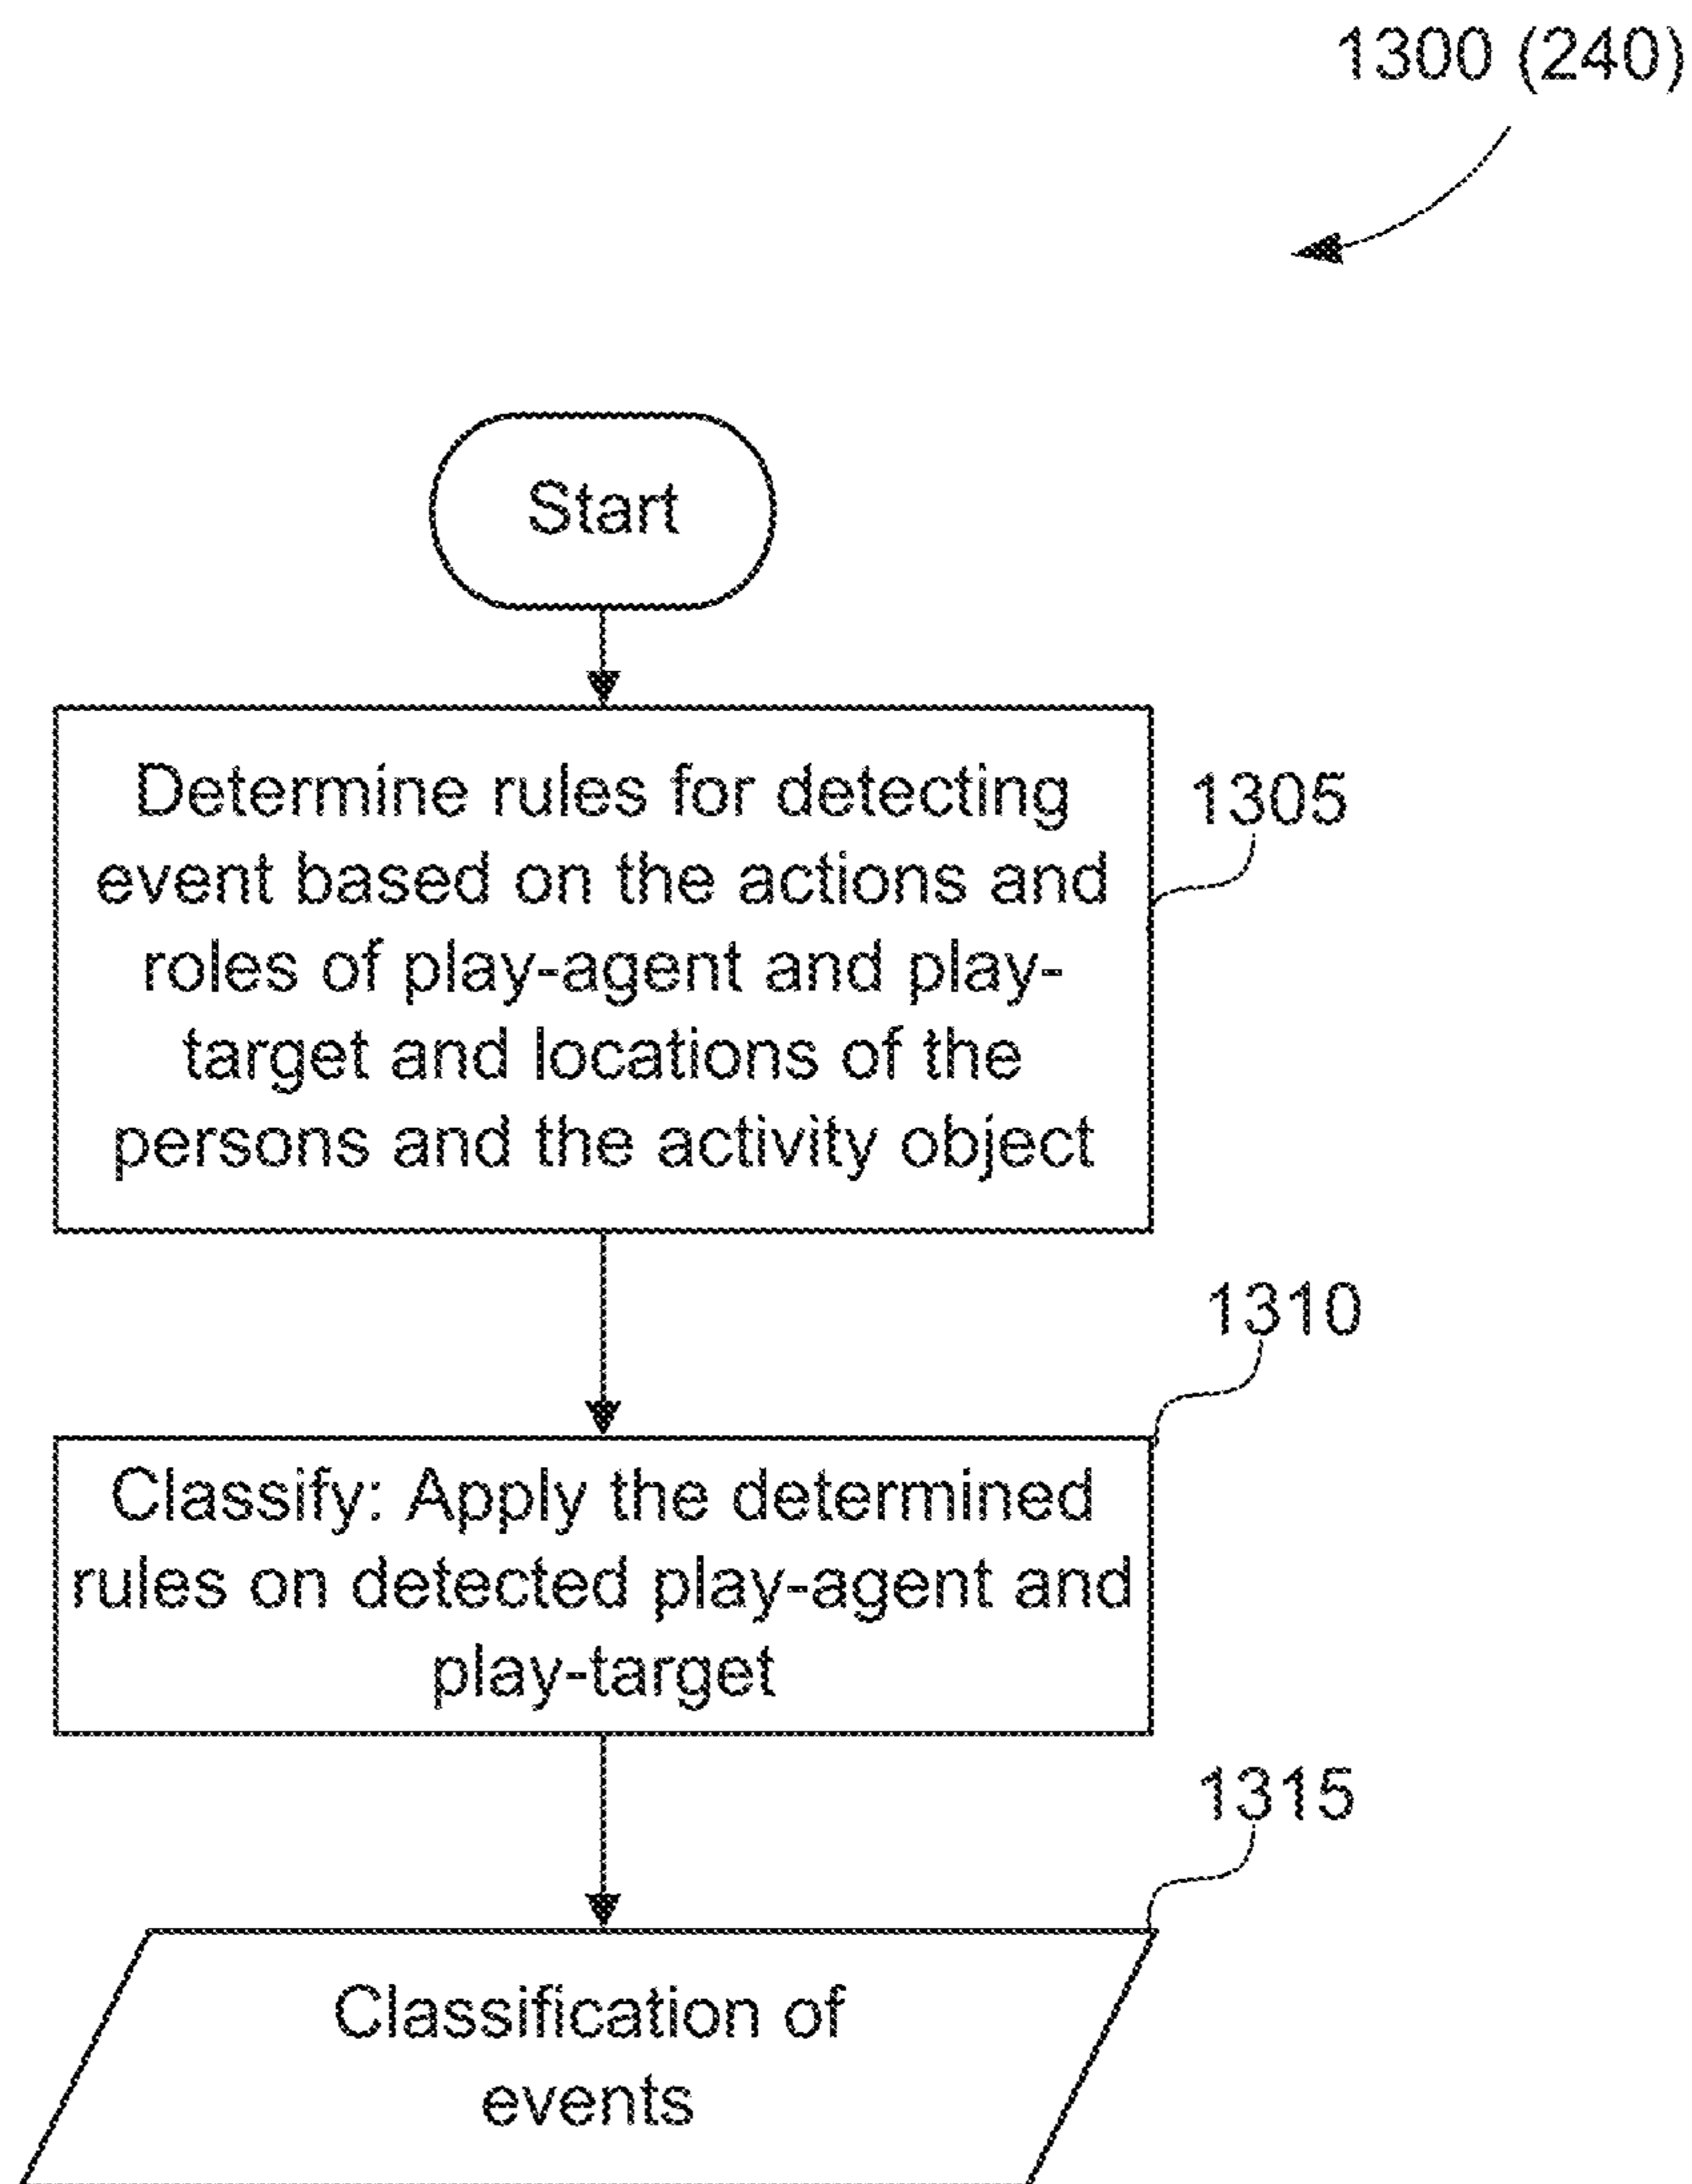 1300 (240)
Start
Determine rules for detecting
event based on the actions and
roles of play-agent and play-
target and locations of the
persons and the activity object
1305
1310
Classify: Apply the determined
rules on detected play-agent and
play-target
1315
Classification of
events